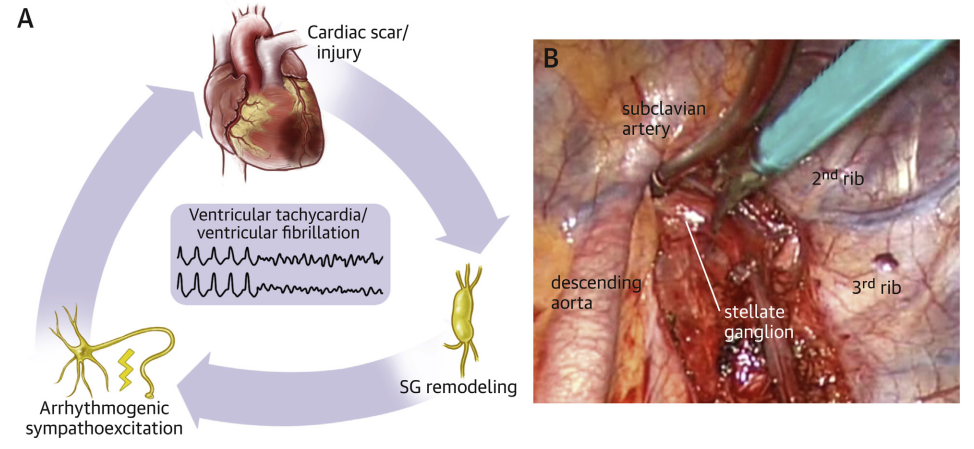 A
Cardiac scar/
injury
Ventricular tachycardia/
ventricular fibrillation
SG remodeling
Arrhythmogenic
sympathoexcitation
B
subclavian
artery
2nd rib
3rd rib
descending
aorta
stellate
ganglion